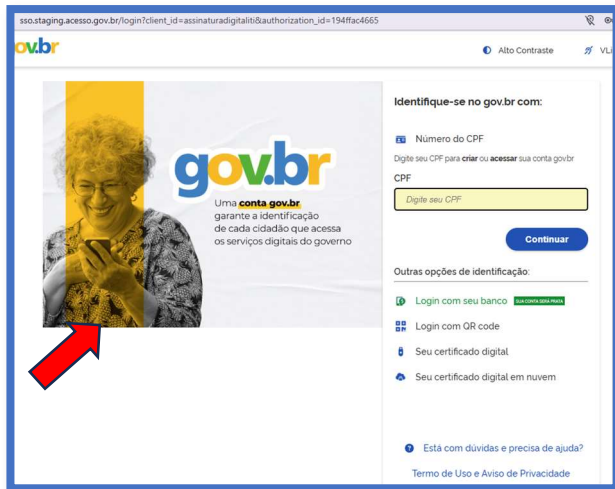 sso.staging.acesso.gov.br/login?client_id=assinaturadigitaliti&authorization_id=194ffac4665
ov.br
Alto Contraste
VLi
gov.br
Uma conta gov.br
garante a identificação
de cada cidadão que acessa
os serviços digitais do governo
Identifique-se no gov.br com:
Número do CPF
Digite seu CPF para criar ou acessar sua conta gov.br
CPF
Digite seu CPF
Continuar
Outras opções de identificação:
Login com seu banco SUA CONTA SERÁ PRATA
Login com QR code
Seu certificado digital
Seu certificado digital em nuvem
Está com dúvidas e precisa de ajuda?
Termo de Uso e Aviso de Privacidade